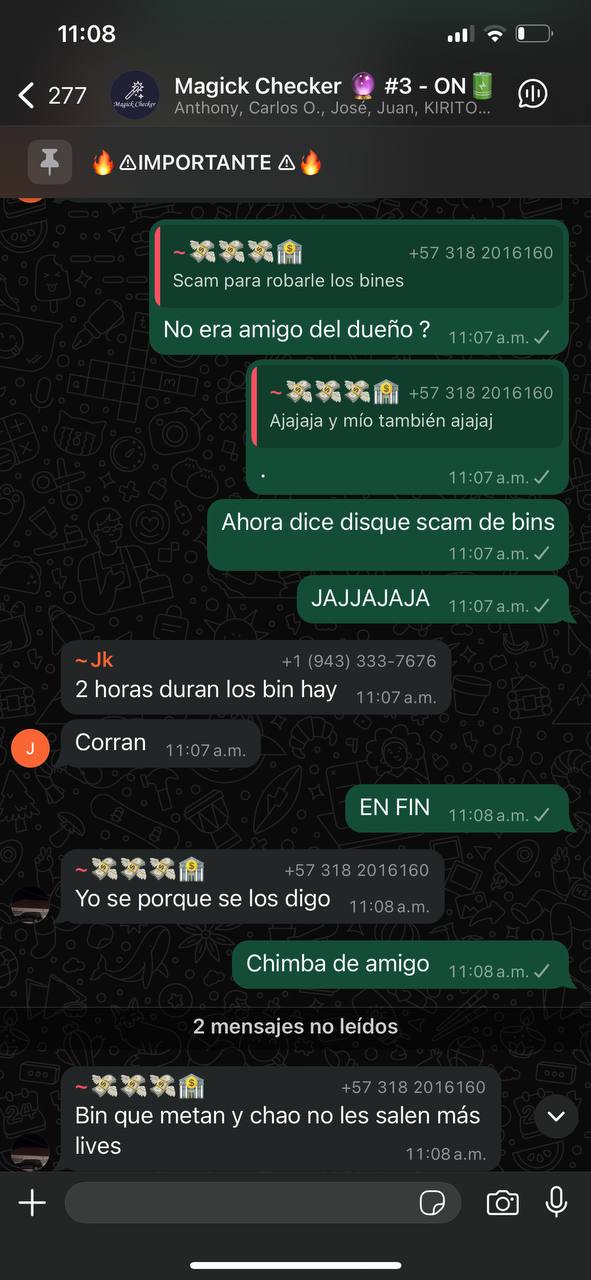 11:08
277
Magick Checker 🔮 #3 - ON🔋
Magick Checker
Anthony, Carlos O., José, Juan, KIRITO...
🔥⚠IMPORTANTE ⚠🔥
~💸💸💸🏦 +57 318 2016160
Scam para robarle los bines
No era amigo del dueño ? 11:07 a.m.
~💸💸💸🏦 +57 318 2016160
Ajajaja y mío también ajajaj
. 11:07 a.m.
Ahora dice disque scam de bins
11:07 a.m.
JAJJAJAJA 11:07 a.m.
~Jk +1 (943) 333-7676
2 horas duran los bin hay 11:07 a.m.
J
Corran 11:07 a.m.
EN FIN 11:08 a.m.
~💸💸💸🏦 +57 318 2016160
Yo se porque se los digo 11:08 a.m.
Chimba de amigo 11:08 a.m.
2 mensajes no leídos
~💸💸💸🏦 +57 318 2016160
Bin que metan y chao no les salen más
lives 11:08 a.m.